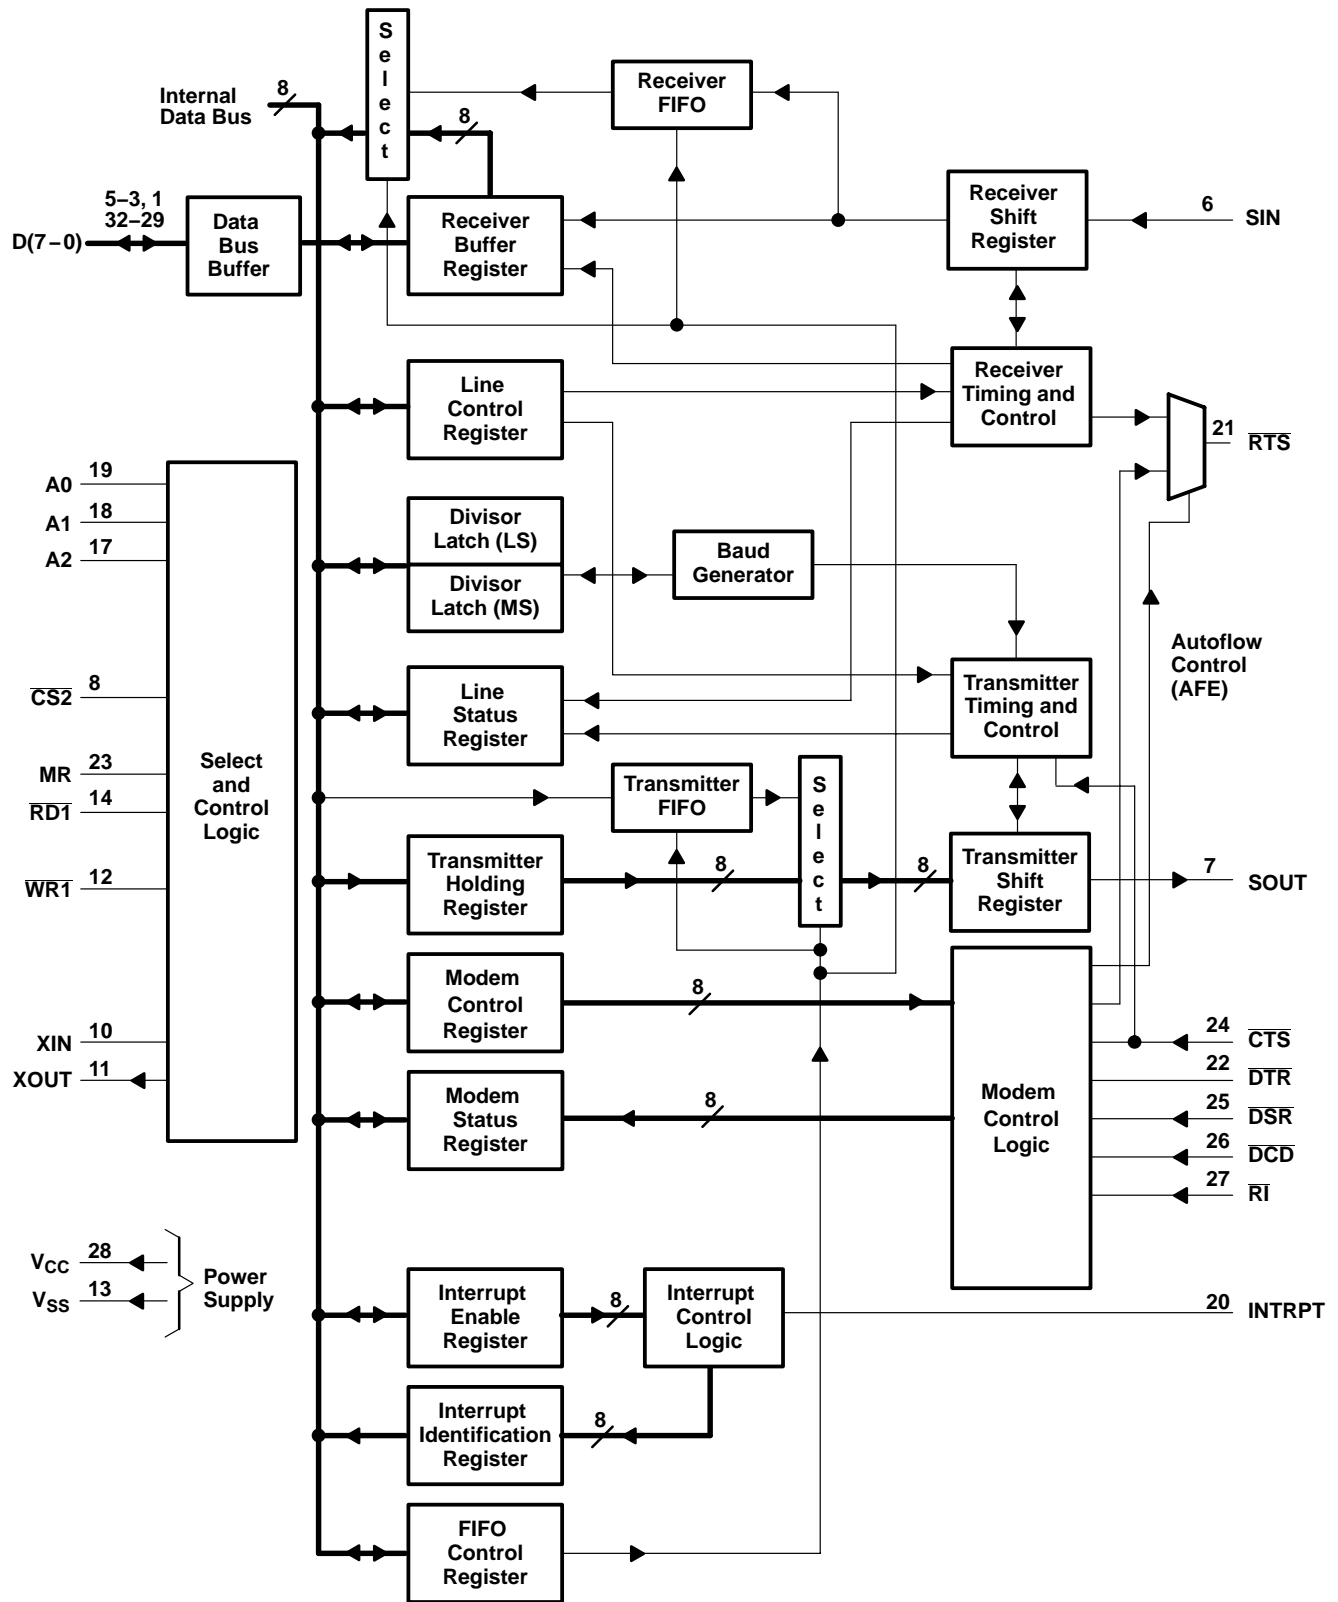 S
e
l
e
c
t
Internal
Data Bus
8
8
Receiver
FIFO
5–3, 1
32–29
D(7–0)
Data
Bus
Buffer
Receiver
Buffer
Register
Receiver
Shift
Register
6
SIN
Line
Control
Register
Receiver
Timing and
Control
21
RTS
A0
19
A1
18
A2
17
Divisor
Latch (LS)
Divisor
Latch (MS)
Baud
Generator
Autoflow
Control
(AFE)
CS2
8
Line
Status
Register
Transmitter
Timing and
Control
MR
23
RD1
14
WR1
12
Select
and
Control
Logic
Transmitter
FIFO
S
e
l
e
c
t
Transmitter
Holding
Register
8
8
Transmitter
Shift
Register
7
SOUT
Modem
Control
Register
8
XIN
10
XOUT
11
24
CTS
22
DTR
25
DSR
26
DCD
27
RI
Modem
Status
Register
8
Modem
Control
Logic
VCC
28
VSS
13
Power
Supply
Interrupt
Enable
Register
8
Interrupt
Control
Logic
20
INTRPT
Interrupt
Identification
Register
8
FIFO
Control
Register